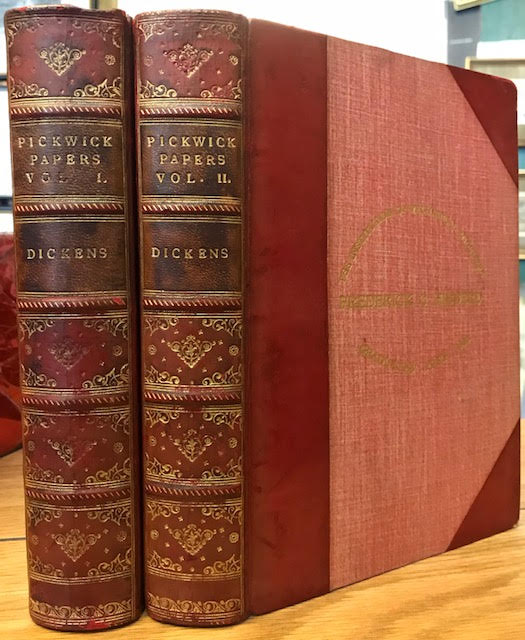 PICKWICK
PAPERS
VOL. I.
DICKENS
PICKWICK
PAPERS
VOL. II.
DICKENS